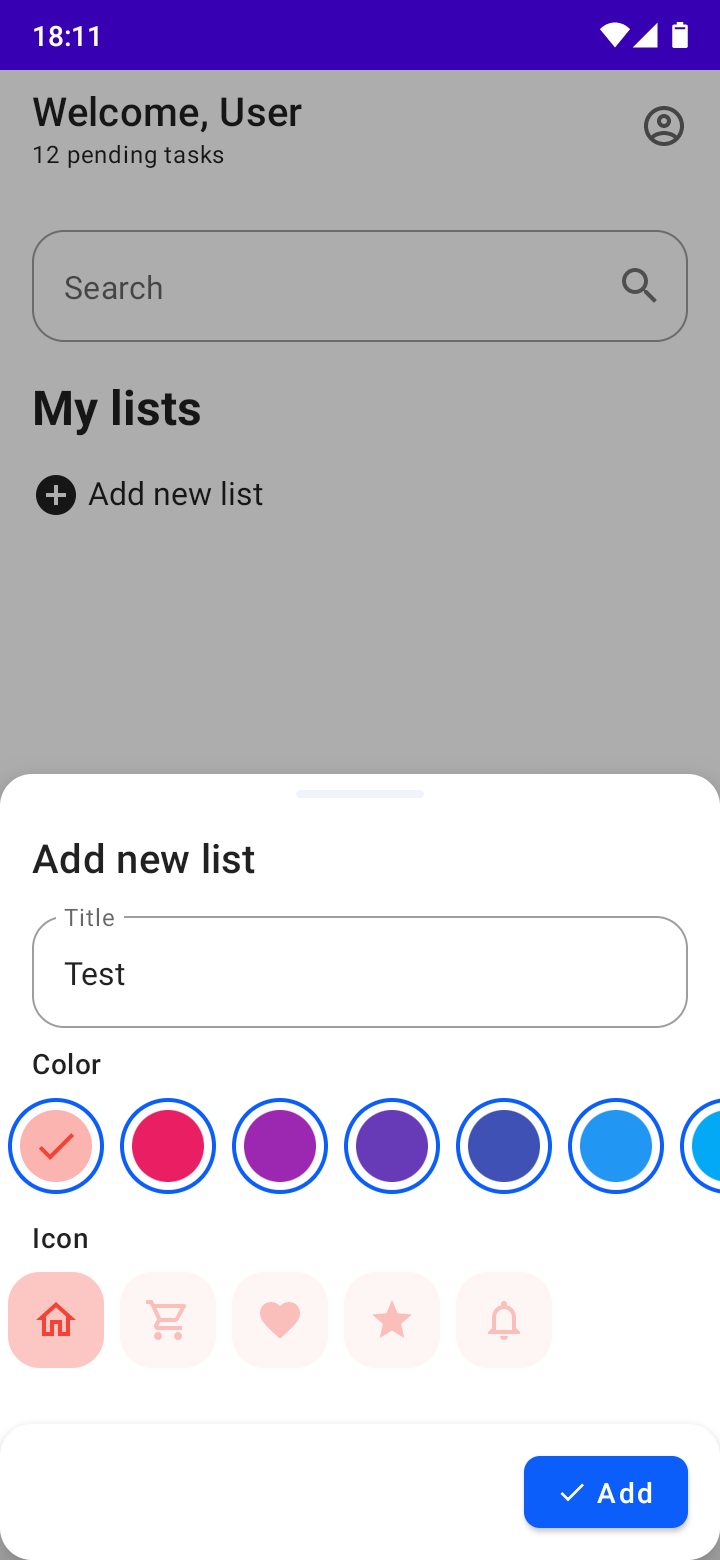 18:11
Welcome, User
12 pending tasks
Search
My lists
Add new list
Add new list
Title
Test
Color
Icon
Add